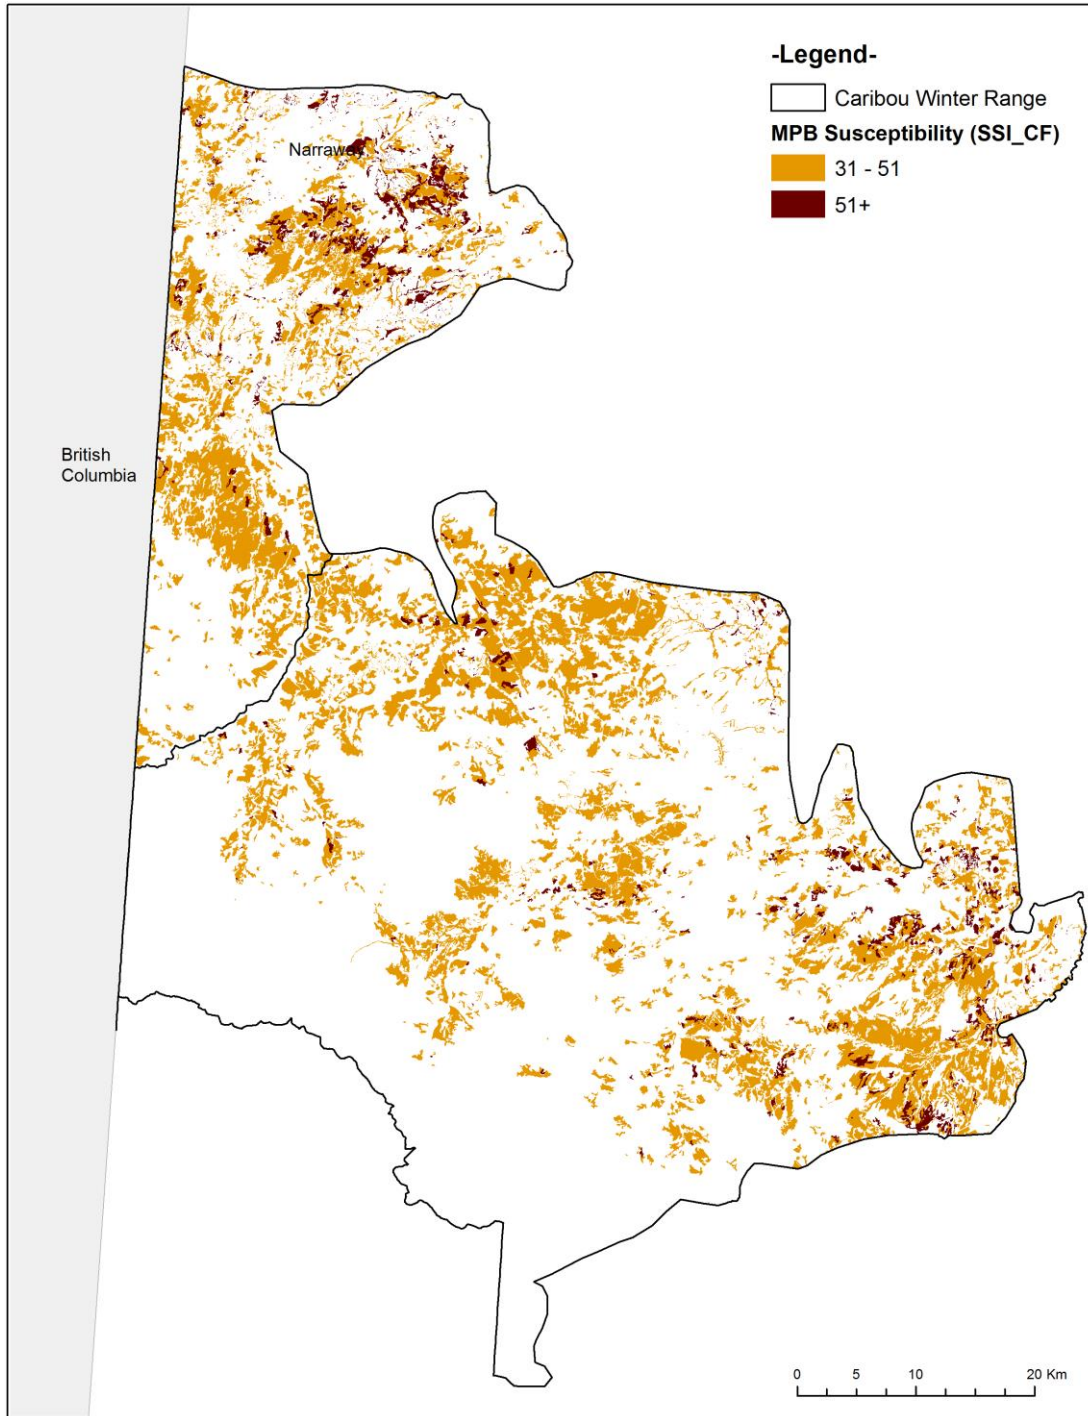 -Legend-
Caribou Winter Range
MPB Susceptibility (SSI_CF)
31 - 51
51+
Narraway
British
Columbia
0 5 10 20 Km